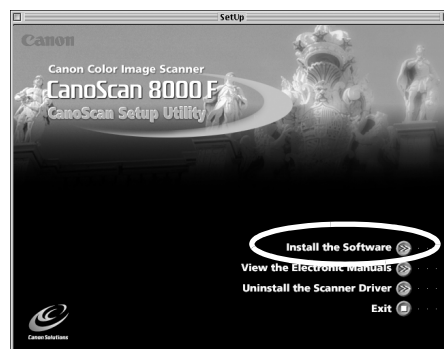 SetUp
Canon
Canon Color Image Scanner
CanoScan 8000 F
CanoScan Setup Utility
Install the Software
View the Electronic Manuals
Uninstall the Scanner Driver
Exit
Canon Solutions